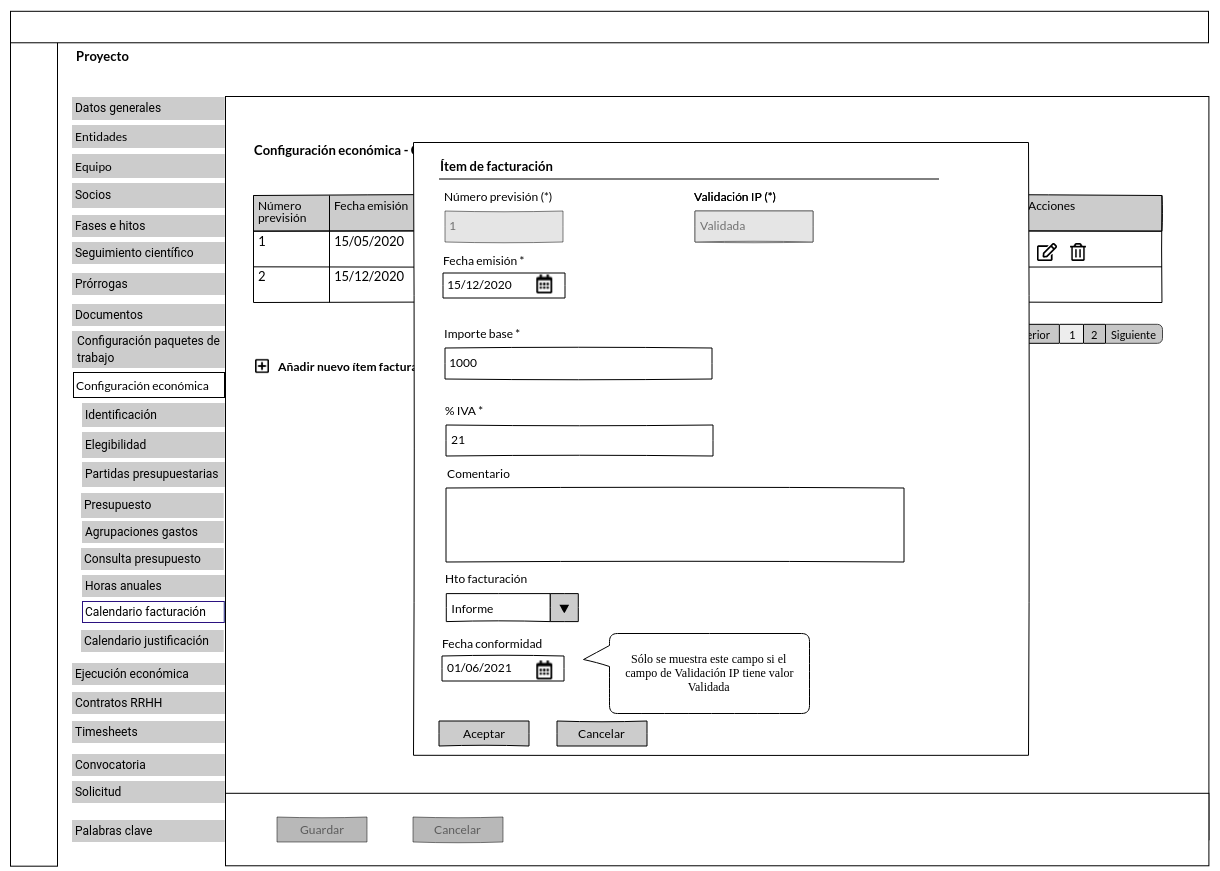 Proyecto
Datos generales
Entidades
Equipo
Socios
Fases e hitos
Seguimiento científico
Prórrogas
Documentos
Configuración paquetes de
trabajo
Configuración económica
Identificación
Elegibilidad
Partidas presupuestarias
Presupuesto
Agrupaciones gastos
Consulta presupuesto
Horas anuales
Calendario facturación
Calendario justificación
Ejecución económica
Contratos RRHH
Timesheets
Convocatoria
Solicitud
Palabras clave
Configuración económica -
Número
previsión
Fecha emisión
Acciones
1
15/05/2020
2
15/12/2020
erior
1
2
Siguiente
Añadir nuevo ítem factura
Ítem de facturación
Número previsión (*)
Validación IP (*)
1
Validada
Fecha emisión *
15/12/2020
Importe base *
1000
% IVA *
21
Comentario
Hto facturación
Informe
Fecha conformidad
01/06/2021
Sólo se muestra este campo si el
campo de Validación IP tiene valor
Validada
Aceptar
Cancelar
Guardar
Cancelar